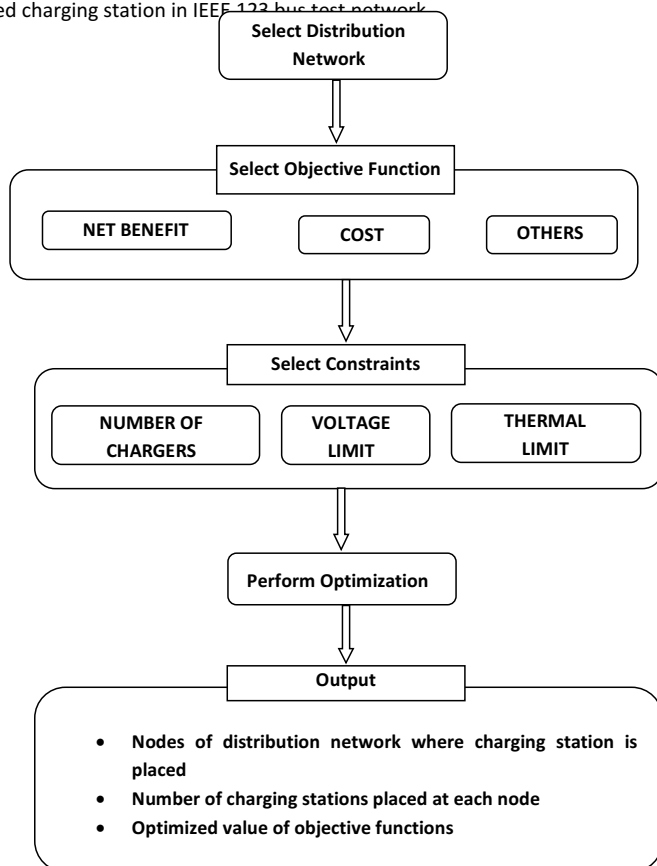 ed charging station in IEEE 123 bus test network
Select Distribution
Network
Select Objective Function
NET BENEFIT
COST
OTHERS
Select Constraints
NUMBER OF
CHARGERS
VOLTAGE
LIMIT
THERMAL
LIMIT
Perform Optimization
Output
• Nodes of distribution network where charging station is
placed
• Number of charging stations placed at each node
• Optimized value of objective functions